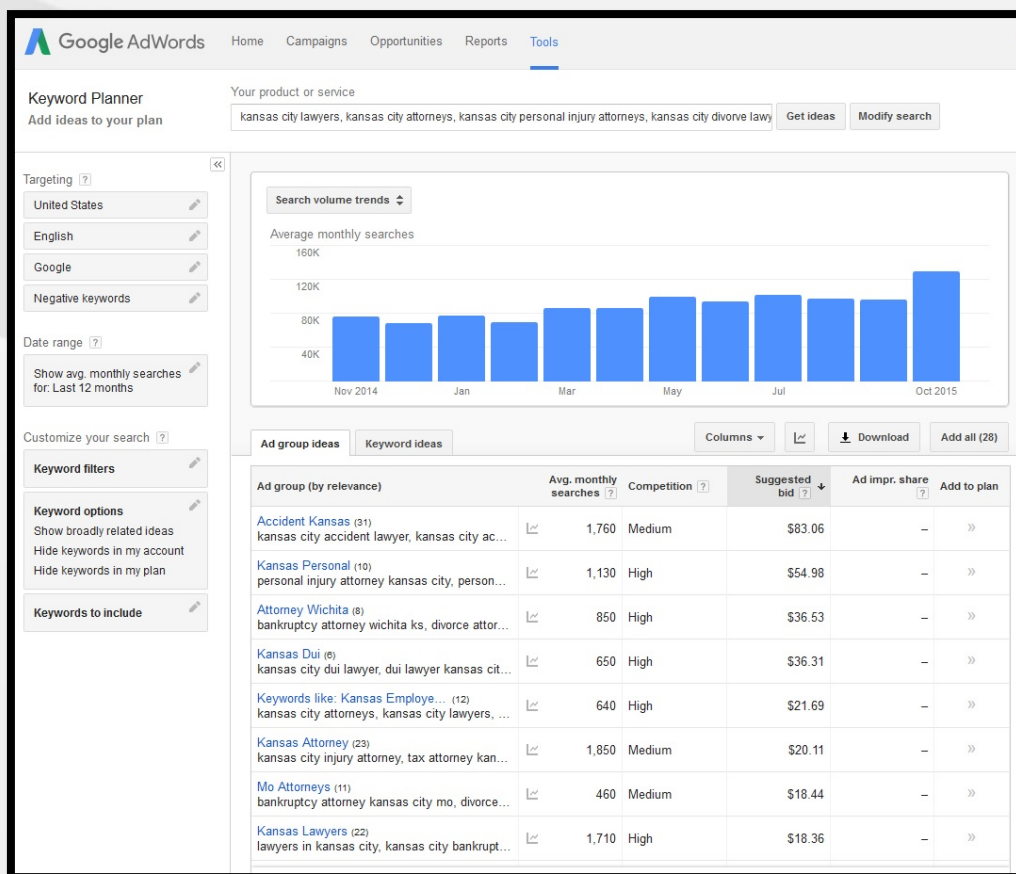 Google AdWords Home Campaigns Opportunities Reports Tools
Keyword Planner
Add ideas to your plan
Your product or service
kansas city lawyers, kansas city attorneys, kansas city personal injury attorneys, kansas city divorve lawy
Get ideas
Modify search
«
Targeting ?
United States
English
Google
Negative keywords
Date range ?
Show avg. monthly searches
for: Last 12 months
Customize your search ?
Keyword filters
Keyword options
Show broadly related ideas
Hide keywords in my account
Hide keywords in my plan
Keywords to include
Search volume trends
Average monthly searches
160K
120K
80K
40K
Nov 2014 Jan Mar May Jul Oct 2015
Ad group ideas Keyword ideas Columns Download Add all (28)
Ad group (by relevance) Avg. monthly searches ? Competition ? Suggested bid ? Ad impr. share ? Add to plan
Accident Kansas (31)
kansas city accident lawyer, kansas city ac... 1,760 Medium $83.06 – »
Kansas Personal (10)
personal injury attorney kansas city, person... 1,130 High $54.98 – »
Attorney Wichita (8)
bankruptcy attorney wichita ks, divorce attor... 850 High $36.53 – »
Kansas Dui (6)
kansas city dui lawyer, dui lawyer kansas cit... 650 High $36.31 – »
Keywords like: Kansas Employe... (12)
kansas city attorneys, kansas city lawyers, ... 640 High $21.69 – »
Kansas Attorney (23)
kansas city injury attorney, tax attorney kan... 1,850 Medium $20.11 – »
Mo Attorneys (11)
bankruptcy attorney kansas city mo, divorce... 460 Medium $18.44 – »
Kansas Lawyers (22)
lawyers in kansas city, kansas city bankrupt... 1,710 High $18.36 – »